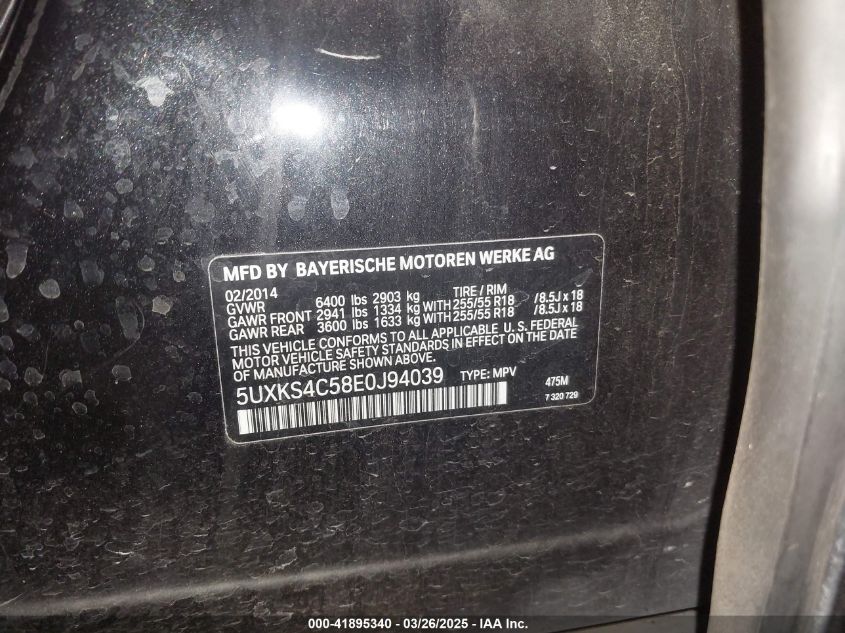 MFD BY BAYERISCHE MOTOREN WERKE AG
02/2014 TIRE / RIM
GVWR 6400 lbs 2903 kg
GAWR FRONT 2941 lbs 1334 kg WITH 255/55 R18 / 8.5J x 18
GAWR REAR 3600 lbs 1633 kg WITH 255/55 R18 / 8.5J x 18
THIS VEHICLE CONFORMS TO ALL APPLICABLE U.S. FEDERAL
MOTOR VEHICLE SAFETY STANDARDS IN EFFECT ON THE DATE
OF MANUFACTURE SHOWN ABOVE.
5UXKS4C58E0J94039 TYPE: MPV 475M
7 320 729
000-41895340 - 03/26/2025 - IAA Inc.